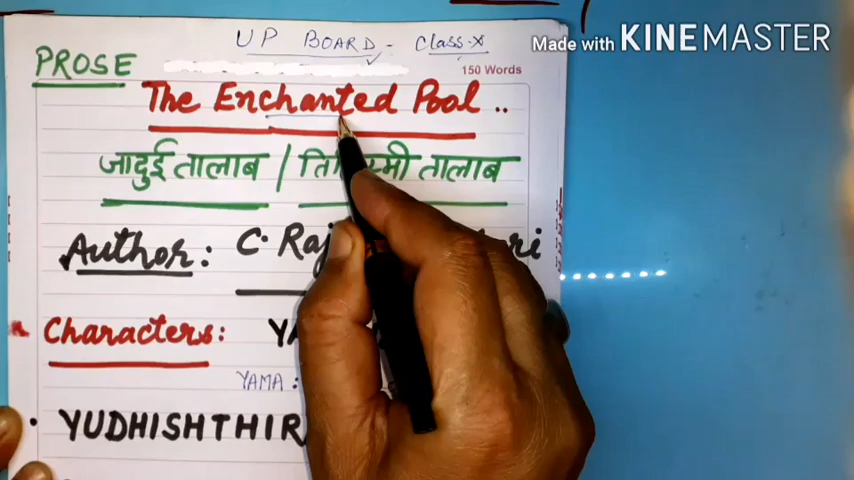 UP BOARD - Class-X
Made with KINEMASTER
PROSE
150 Words
The Enchanted Pool ..
जादुई तालाब / तालाब
Author : C.
Characters :
YAMA :
YUDHISHTHIR